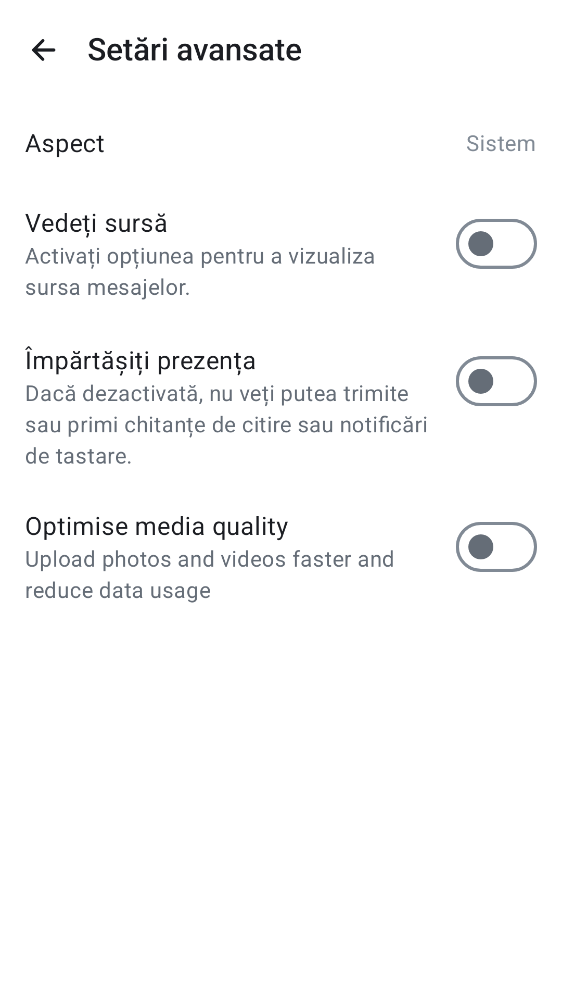 Setări avansate
Aspect
Sistem
Vedeți sursă
Activați opțiunea pentru a vizualiza
sursa mesajelor.
Împărtășiți prezența
Dacă dezactivată, nu veți putea trimite
sau primi chitanțe de citire sau notificări
de tastare.
Optimise media quality
Upload photos and videos faster and
reduce data usage